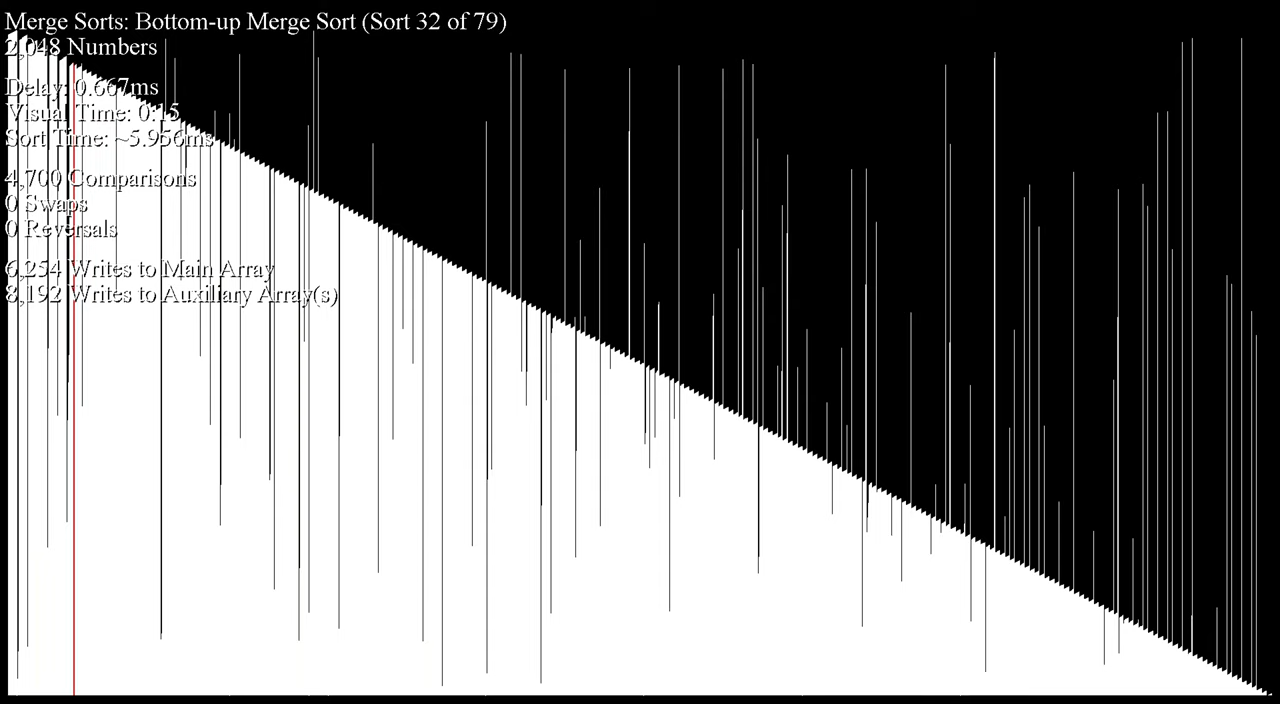 Merge Sorts: Bottom-up Merge Sort (Sort 32 of 79)
2,048 Numbers
Delay: 0.667ms
Visual Time: 0:15
Sort Time: ~5.956ms
4,700 Comparisons
0 Swaps
0 Reversals
6,254 Writes to Main Array
8,192 Writes to Auxiliary Array(s)